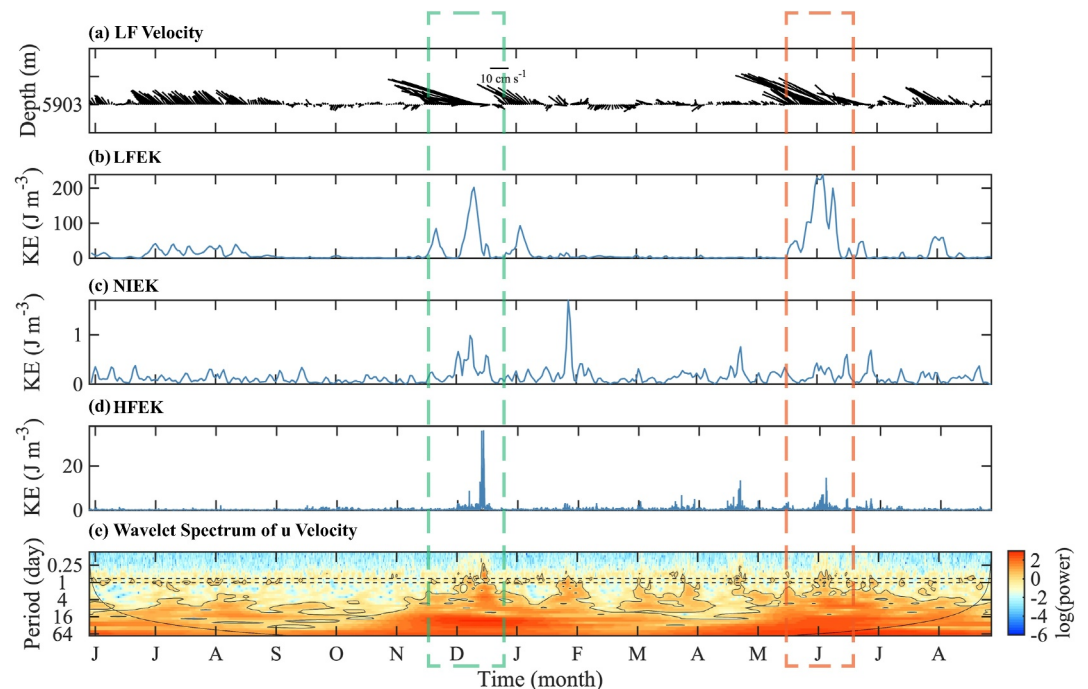 (a) LF Velocity
Depth (m)
5903
10 cm s⁻¹
(b) LFEK
KE (J m⁻³)
200
100
0
(c) NIEK
KE (J m⁻³)
1
0
(d) HFEK
KE (J m⁻³)
20
0
(e) Wavelet Spectrum of u Velocity
Period (day)
0.25
1
4
16
64
2
0
-2
-4
-6
log(power)
J J A S O N D J F M A M J J A
Time (month)